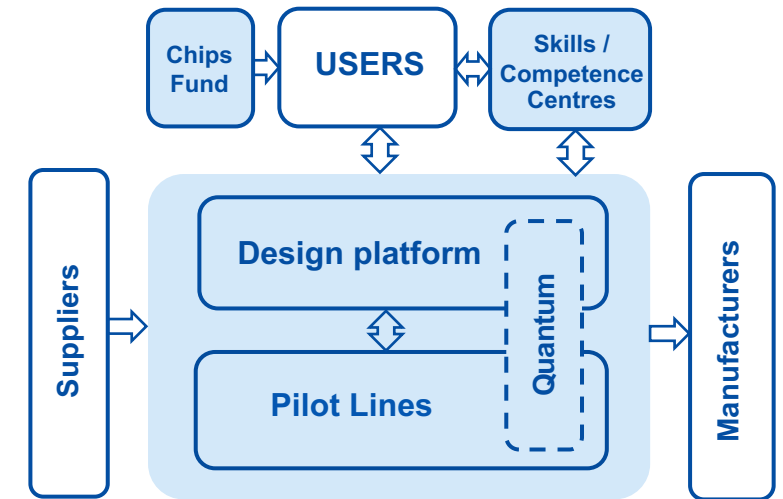 Chips
Fund
USERS
Skills /
Competence
Centres
Suppliers
Design platform
Quantum
Pilot Lines
Manufacturers